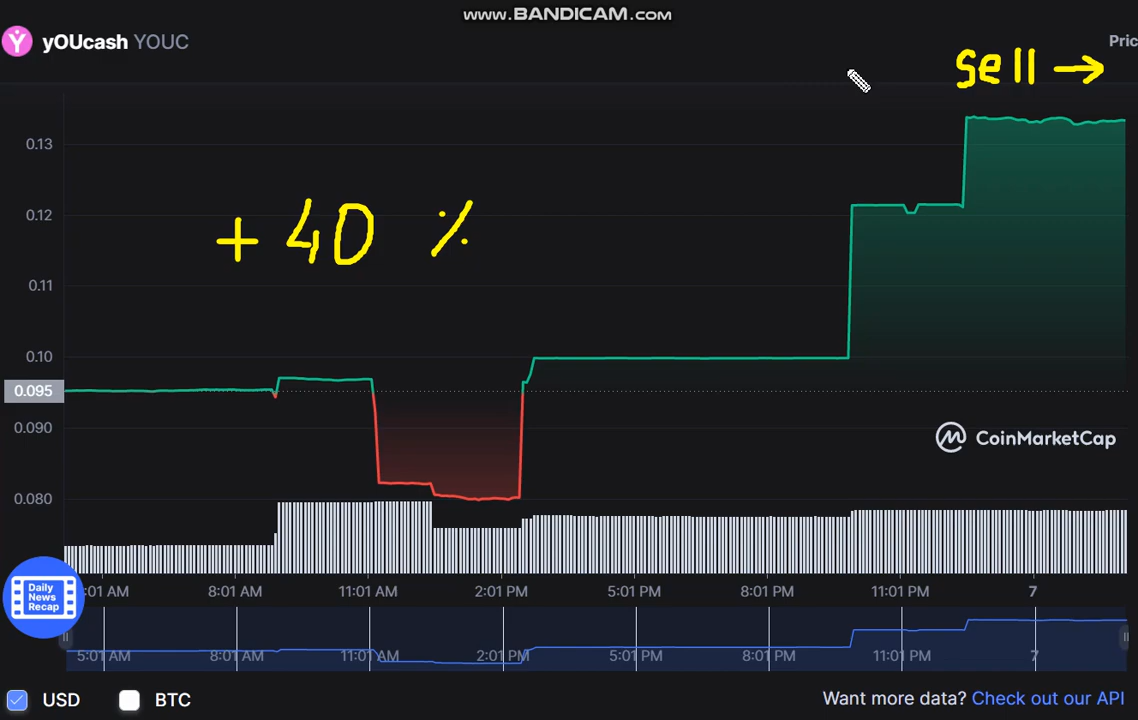 www.BANDICAM.com
yOUcash YOUC
Pric
sell →
0.13
+ 40 %
0.12
0.11
0.10
0.095
0.090
CoinMarketCap
0.080
Daily
News
Recap
:01 AM 8:01 AM 11:01 AM 2:01 PM 5:01 PM 8:01 PM 11:01 PM 7
5:01 AM 8:01 AM 11:01 AM 2:01 PM 5:01 PM 8:01 PM 11:01 PM 7
USD BTC
Want more data? Check out our API